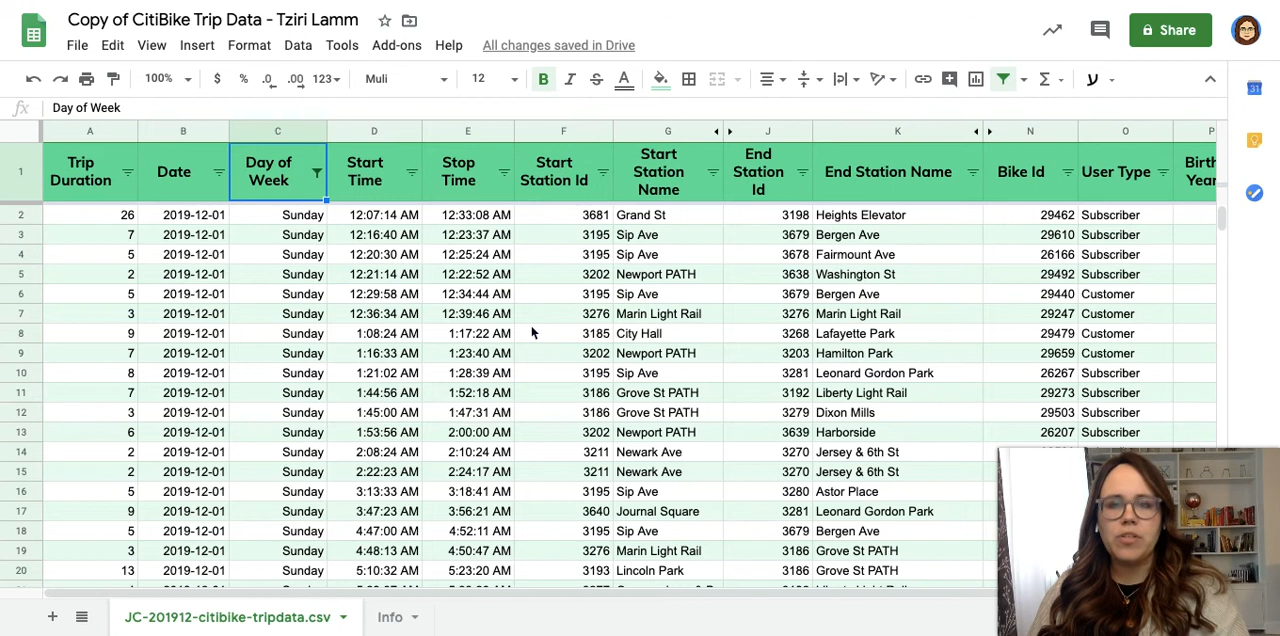 Copy of CitiBike Trip Data - Tziri Lamm
File Edit View Insert Format Data Tools Add-ons Help All changes saved in Drive
Share
100% $ % .0 .00 123 Muli 12 B I S A
31
fx Day of Week
A B C D E F G J K N O P
1 Trip Duration Date Day of Week Start Time Stop Time Start Station Id Start Station Name End Station Id End Station Name Bike Id User Type Birth Year
2 26 2019-12-01 Sunday 12:07:14 AM 12:33:08 AM 3681 Grand St 3198 Heights Elevator 29462 Subscriber
3 7 2019-12-01 Sunday 12:16:40 AM 12:23:37 AM 3195 Sip Ave 3679 Bergen Ave 29610 Subscriber
4 5 2019-12-01 Sunday 12:20:30 AM 12:25:24 AM 3195 Sip Ave 3678 Fairmount Ave 26166 Subscriber
5 2 2019-12-01 Sunday 12:21:14 AM 12:22:52 AM 3202 Newport PATH 3638 Washington St 29492 Subscriber
6 5 2019-12-01 Sunday 12:29:58 AM 12:34:44 AM 3195 Sip Ave 3679 Bergen Ave 29440 Customer
7 3 2019-12-01 Sunday 12:36:34 AM 12:39:46 AM 3276 Marin Light Rail 3276 Marin Light Rail 29247 Customer
8 9 2019-12-01 Sunday 1:08:24 AM 1:17:22 AM 3185 City Hall 3268 Lafayette Park 29479 Customer
9 7 2019-12-01 Sunday 1:16:33 AM 1:23:40 AM 3202 Newport PATH 3203 Hamilton Park 29659 Customer
10 8 2019-12-01 Sunday 1:21:02 AM 1:28:39 AM 3195 Sip Ave 3281 Leonard Gordon Park 26267 Subscriber
11 7 2019-12-01 Sunday 1:44:56 AM 1:52:18 AM 3186 Grove St PATH 3192 Liberty Light Rail 29273 Subscriber
12 3 2019-12-01 Sunday 1:45:00 AM 1:47:31 AM 3186 Grove St PATH 3279 Dixon Mills 29503 Subscriber
13 6 2019-12-01 Sunday 1:53:56 AM 2:00:00 AM 3202 Newport PATH 3639 Harborside 26207 Subscriber
14 2 2019-12-01 Sunday 2:08:24 AM 2:10:24 AM 3211 Newark Ave 3270 Jersey & 6th St
15 2 2019-12-01 Sunday 2:22:23 AM 2:24:17 AM 3211 Newark Ave 3270 Jersey & 6th St
16 5 2019-12-01 Sunday 3:13:33 AM 3:18:41 AM 3195 Sip Ave 3280 Astor Place
17 9 2019-12-01 Sunday 3:47:23 AM 3:56:21 AM 3640 Journal Square 3281 Leonard Gordon Park
18 5 2019-12-01 Sunday 4:47:00 AM 4:52:11 AM 3195 Sip Ave 3679 Bergen Ave
19 3 2019-12-01 Sunday 4:48:13 AM 4:50:47 AM 3276 Marin Light Rail 3186 Grove St PATH
20 13 2019-12-01 Sunday 5:10:32 AM 5:23:20 AM 3193 Lincoln Park 3186 Grove St PATH
JC-201912-citibike-tripdata.csv Info